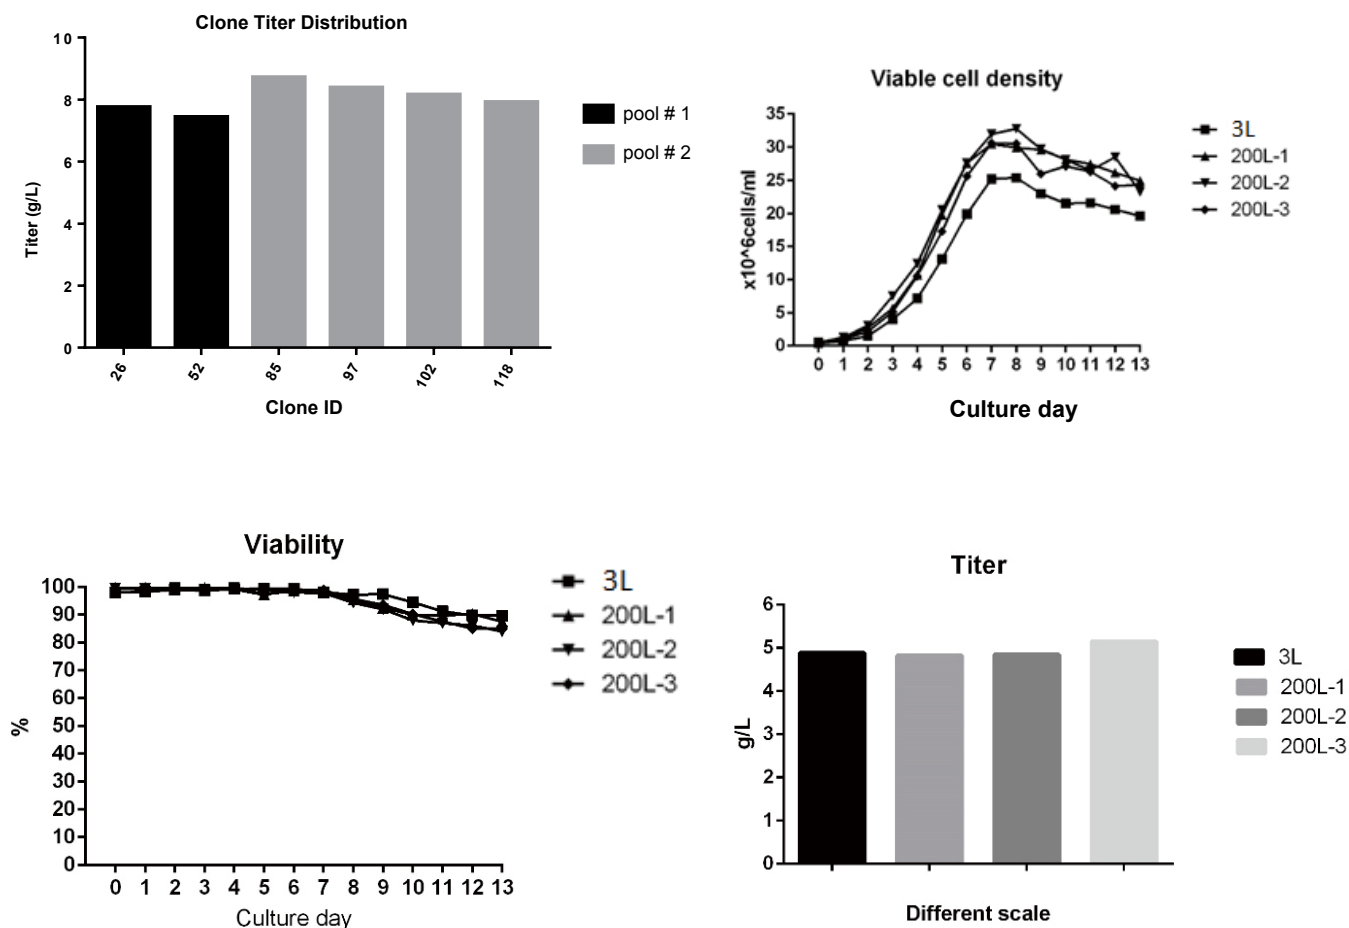 Clone Titer Distribution
10
8
6
4
2
0
Titer (g/L)
26 52 85 97 102 118
Clone ID
pool # 1
pool # 2
Viable cell density
35
30
25
20
15
10
5
0
x10^6cells/ml
0 1 2 3 4 5 6 7 8 9 10 11 12 13
Culture day
3L
200L-1
200L-2
200L-3
Viability
100
90
80
70
60
50
40
30
20
10
0
%
0 1 2 3 4 5 6 7 8 9 10 11 12 13
Culture day
3L
200L-1
200L-2
200L-3
Titer
6
5
4
3
2
1
0
g/L
Different scale
3L
200L-1
200L-2
200L-3